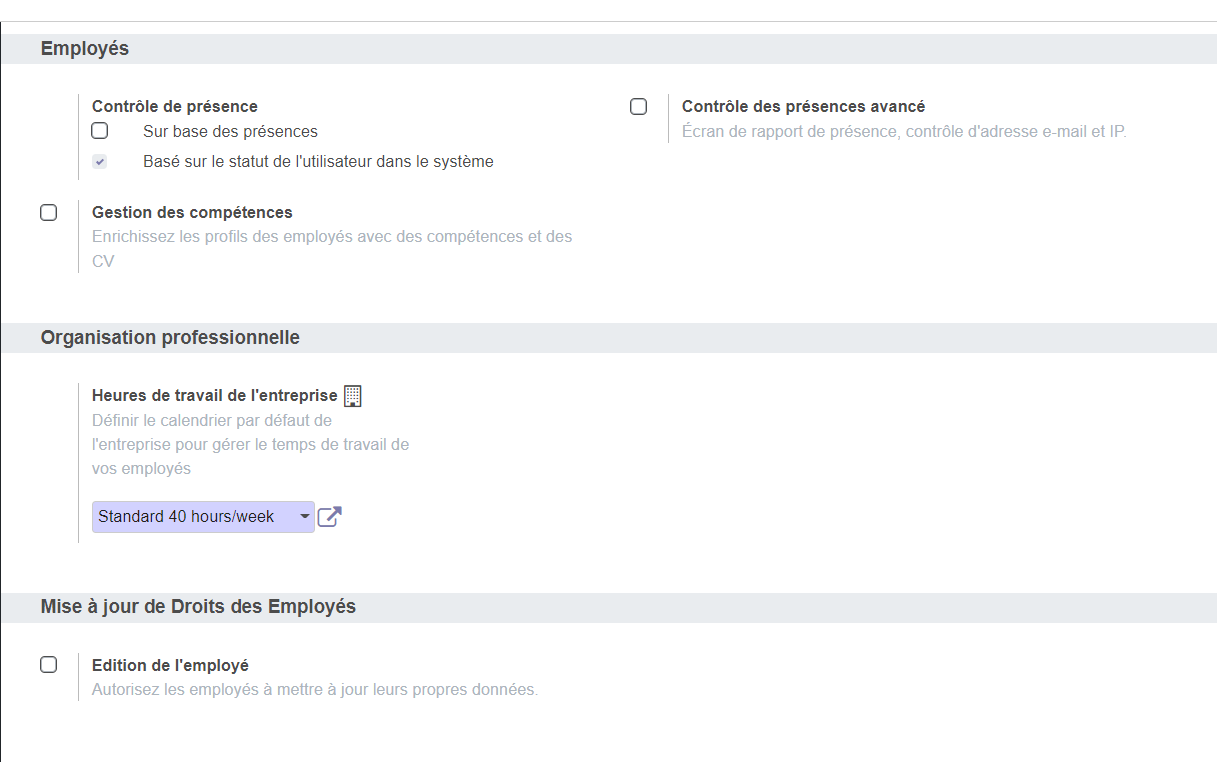 Employés
Contrôle de présence
Sur base des présences
Basé sur le statut de l'utilisateur dans le système
Contrôle des présences avancé
Écran de rapport de présence, contrôle d'adresse e-mail et IP.
Gestion des compétences
Enrichissez les profils des employés avec des compétences et des
CV
Organisation professionnelle
Heures de travail de l'entreprise
Définir le calendrier par défaut de
l'entreprise pour gérer le temps de travail de
vos employés
Standard 40 hours/week
Mise à jour de Droits des Employés
Edition de l'employé
Autorisez les employés à mettre à jour leurs propres données.